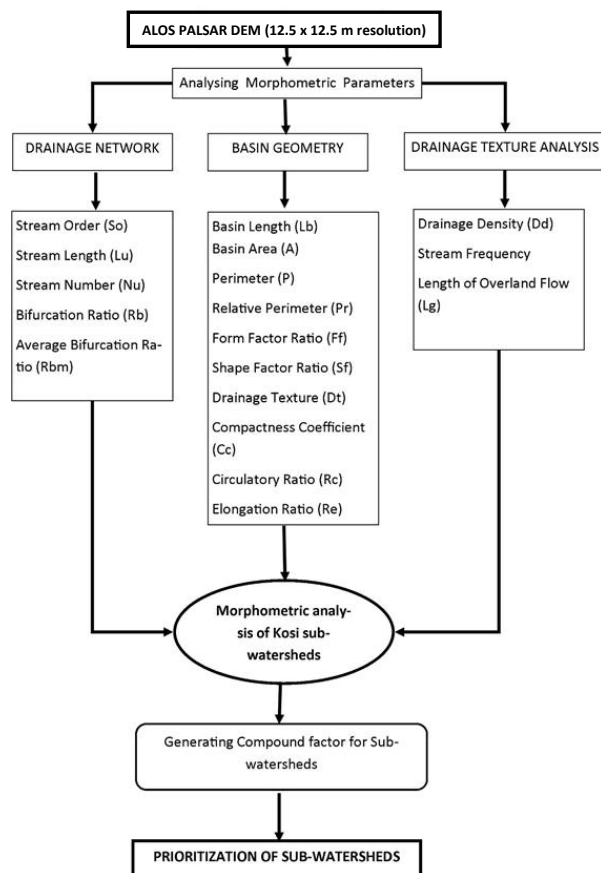 ALOS PALSAR DEM (12.5 x 12.5 m resolution)
Analysing Morphometric Parameters
DRAINAGE NETWORK
BASIN GEOMETRY
DRAINAGE TEXTURE ANALYSIS
Stream Order (So)
Stream Length (Lu)
Stream Number (Nu)
Bifurcation Ratio (Rb)
Average Bifurcation Ra-
tio (Rbm)
Basin Length (Lb)
Basin Area (A)
Perimeter (P)
Relative Perimeter (Pr)
Form Factor Ratio (Ff)
Shape Factor Ratio (Sf)
Drainage Texture (Dt)
Compactness Coefficient
(Cc)
Circulatory Ratio (Rc)
Elongation Ratio (Re)
Drainage Density (Dd)
Stream Frequency
Length of Overland Flow
(Lg)
Morphometric analy-
sis of Kosi sub-
watersheds
Generating Compound factor for Sub-
watersheds
PRIORITIZATION OF SUB-WATERSHEDS